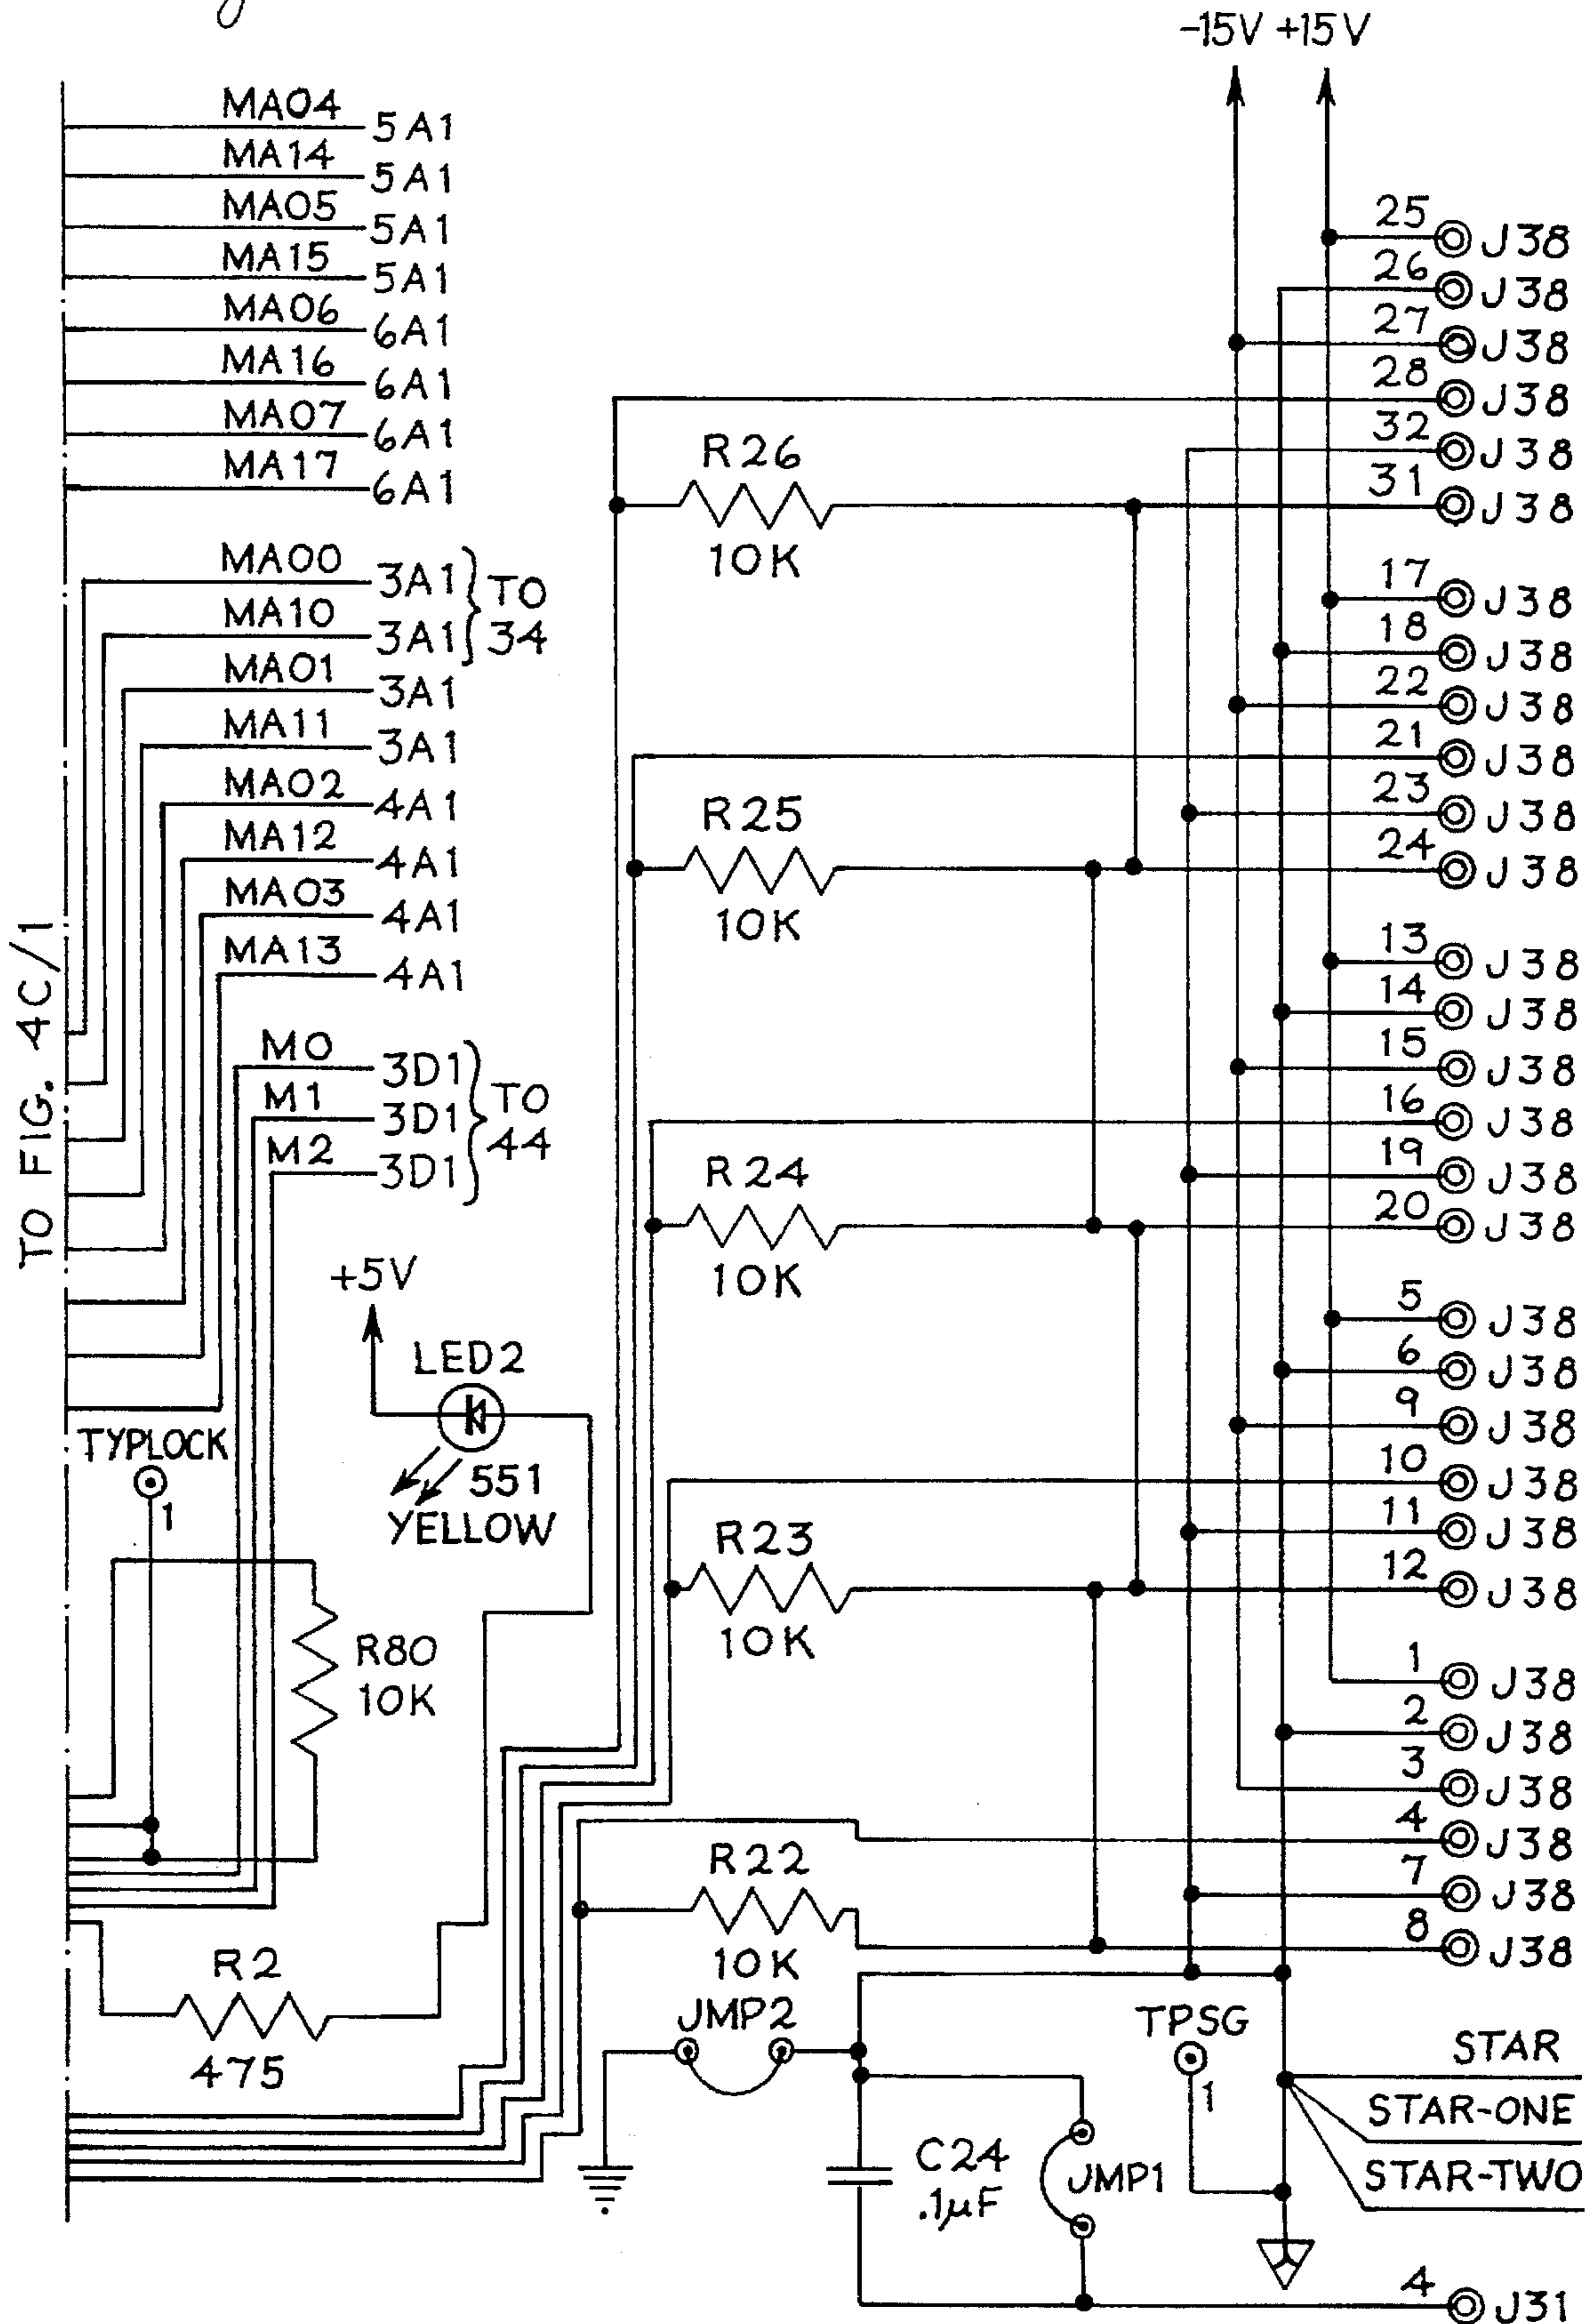 -15V +15V
MA04 5A1
MA14 5A1
MA05 5A1
MA15 5A1
MA06 6A1
MA16 6A1
MA07 6A1
MA17 6A1
MA00 3A1
MA10 3A1
TO 34
MA01 3A1
MA11 3A1
MA02 4A1
MA12 4A1
MA03 4A1
MA13 4A1
M0 3D1
M1 3D1
M2 3D1
TO 44
TO FIG. 4C/1
+5V
LED2
551
YELLOW
TYPLOCK
1
R80
10K
R2
475
R26
10K
R25
10K
R24
10K
R23
10K
R22
10K
JMP2
C24
.1µF
JMP1
TPSG
1
STAR
STAR-ONE
STAR-TWO
25 J38
26 J38
27 J38
28 J38
32 J38
31 J38
17 J38
18 J38
22 J38
21 J38
23 J38
24 J38
13 J38
14 J38
15 J38
16 J38
19 J38
20 J38
5 J38
6 J38
9 J38
10 J38
11 J38
12 J38
1 J38
2 J38
3 J38
4 J38
7 J38
8 J38
4 J31